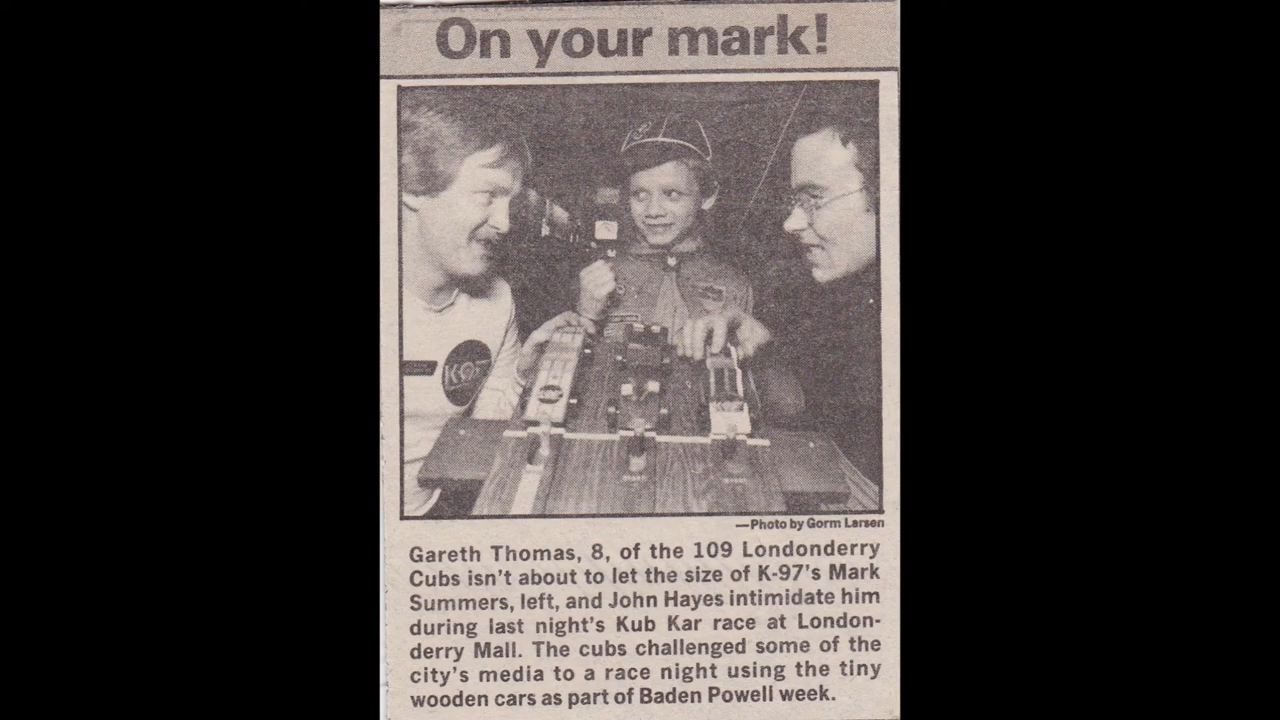 On your mark!
K97
—Photo by Gorm Larsen
Gareth Thomas, 8, of the 109 Londonderry
Cubs isn't about to let the size of K-97's Mark
Summers, left, and John Hayes intimidate him
during last night's Kub Kar race at London-
derry Mall. The cubs challenged some of the
city's media to a race night using the tiny
wooden cars as part of Baden Powell week.